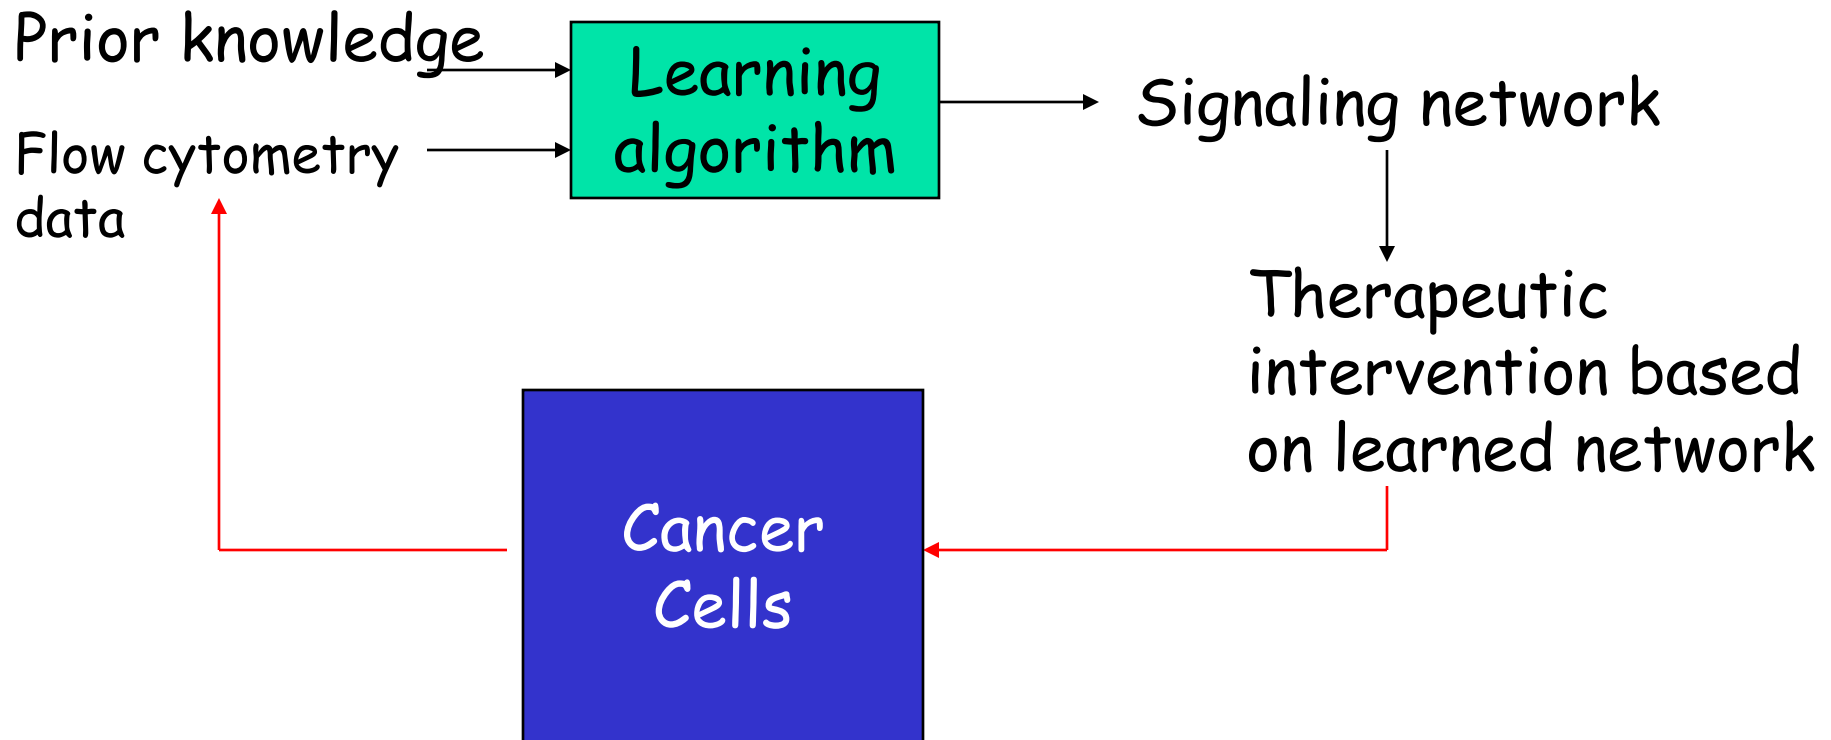 Prior knowledge
Flow cytometry
data
Learning
algorithm
Signaling network
Therapeutic
intervention based
on learned network
Cancer
Cells